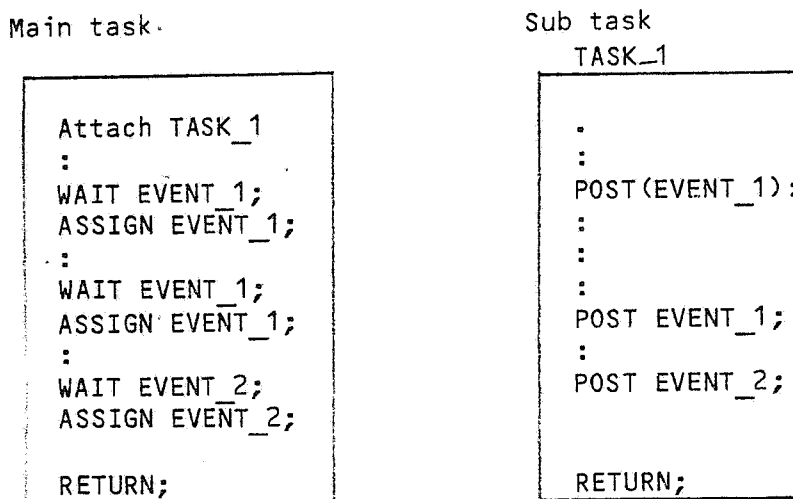 Main task.
Attach TASK_1
:
WAIT EVENT_1;
ASSIGN EVENT_1;
:
WAIT EVENT_1;
ASSIGN EVENT_1;
:
WAIT EVENT_2;
ASSIGN EVENT_2;
RETURN;
Sub task
TASK_1
.
:
POST(EVENT_1);
:
:
:
POST EVENT_1;
:
POST EVENT_2;
RETURN;